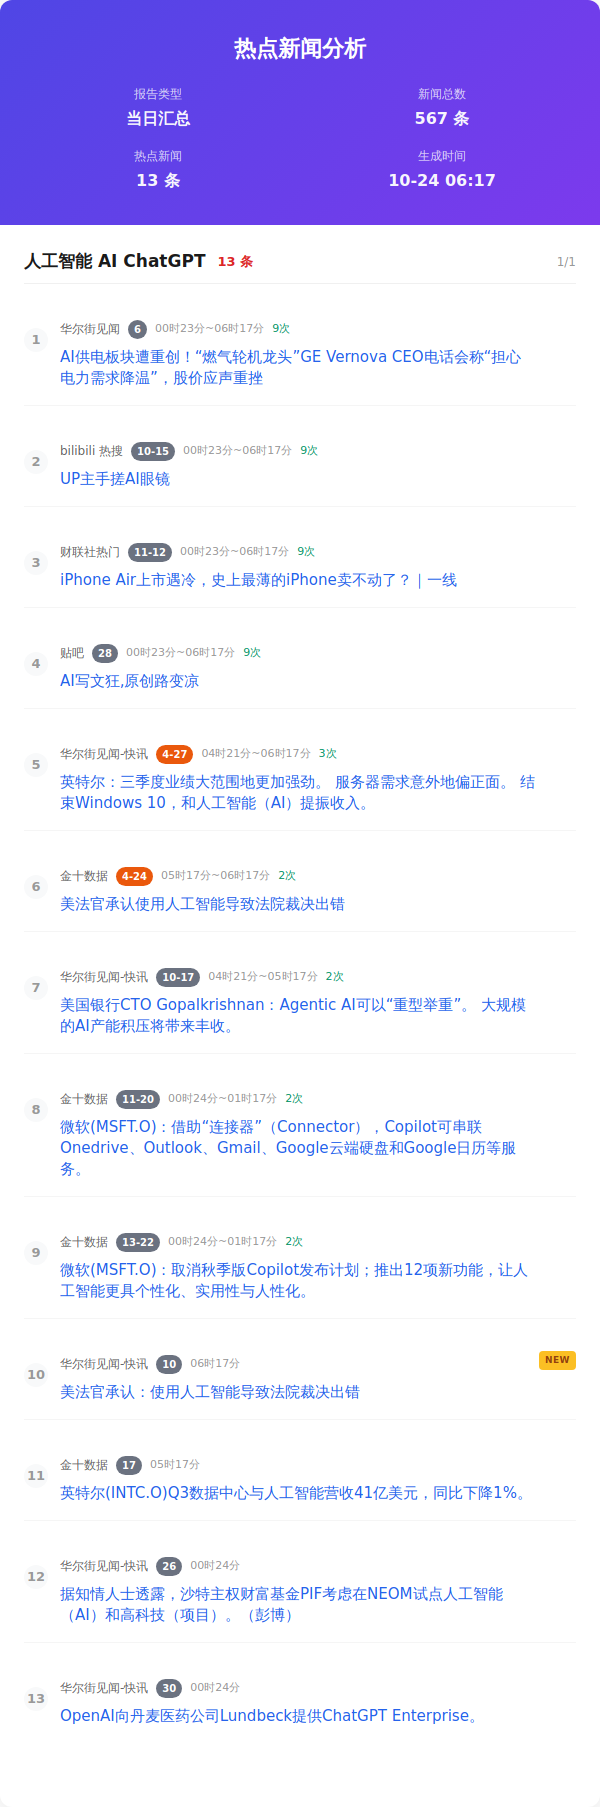 热点新闻分析
报告类型
当日汇总
新闻总数
567 条
热点新闻
13 条
生成时间
10-24 06:17
人工智能 AI ChatGPT 13 条 1/1
1
华尔街见闻 6 00时23分~06时17分 9次
AI供电板块遭重创！“燃气轮机龙头”GE Vernova CEO电话会称“担心
电力需求降温”，股价应声重挫
2
bilibili 热搜 10-15 00时23分~06时17分 9次
UP主手搓AI眼镜
3
财联社热门 11-12 00时23分~06时17分 9次
iPhone Air上市遇冷，史上最薄的iPhone卖不动了？｜一线
4
贴吧 28 00时23分~06时17分 9次
AI写文狂,原创路变凉
5
华尔街见闻-快讯 4-27 04时21分~06时17分 3次
英特尔：三季度业绩大范围地更加强劲。 服务器需求意外地偏正面。 结
束Windows 10，和人工智能（AI）提振收入。
6
金十数据 4-24 05时17分~06时17分 2次
美法官承认使用人工智能导致法院裁决出错
7
华尔街见闻-快讯 10-17 04时21分~05时17分 2次
美国银行CTO Gopalkrishnan：Agentic AI可以“重型举重”。 大规模
的AI产能积压将带来丰收。
8
金十数据 11-20 00时24分~01时17分 2次
微软(MSFT.O)：借助“连接器”（Connector），Copilot可串联
Onedrive、Outlook、Gmail、Google云端硬盘和Google日历等服
务。
9
金十数据 13-22 00时24分~01时17分 2次
微软(MSFT.O)：取消秋季版Copilot发布计划；推出12项新功能，让人
工智能更具个性化、实用性与人性化。
10
华尔街见闻-快讯 10 06时17分 NEW
美法官承认：使用人工智能导致法院裁决出错
11
金十数据 17 05时17分
英特尔(INTC.O)Q3数据中心与人工智能营收41亿美元，同比下降1%。
12
华尔街见闻-快讯 26 00时24分
据知情人士透露，沙特主权财富基金PIF考虑在NEOM试点人工智能
（AI）和高科技（项目）。（彭博）
13
华尔街见闻-快讯 30 00时24分
OpenAI向丹麦医药公司Lundbeck提供ChatGPT Enterprise。